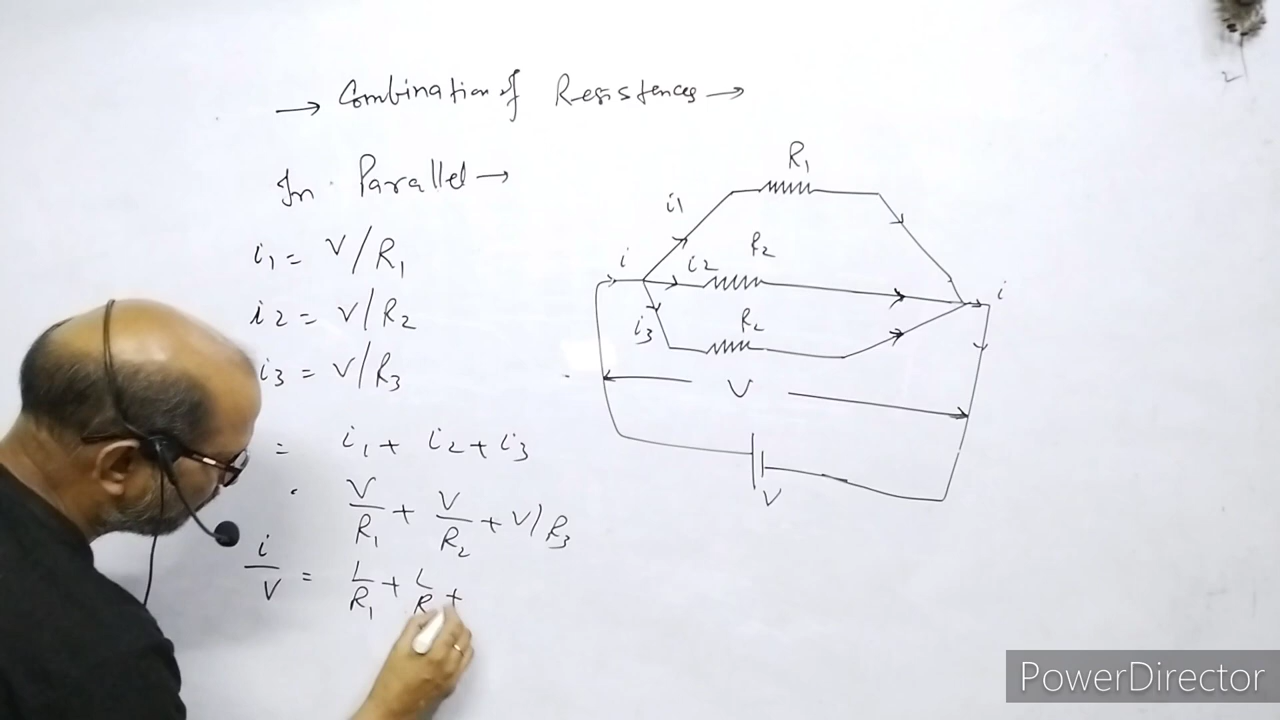 → Combination of Resistences →
In Parallel →
i1 = V/R1
i2 = V/R2
i3 = V/R3
= i1 + i2 + i3
V/R1 + V/R2 + V/R3
i/V = 1/R1 + 1/R +
R1
i1
i
i2
R2
i
i3
R2
V
V
PowerDirector